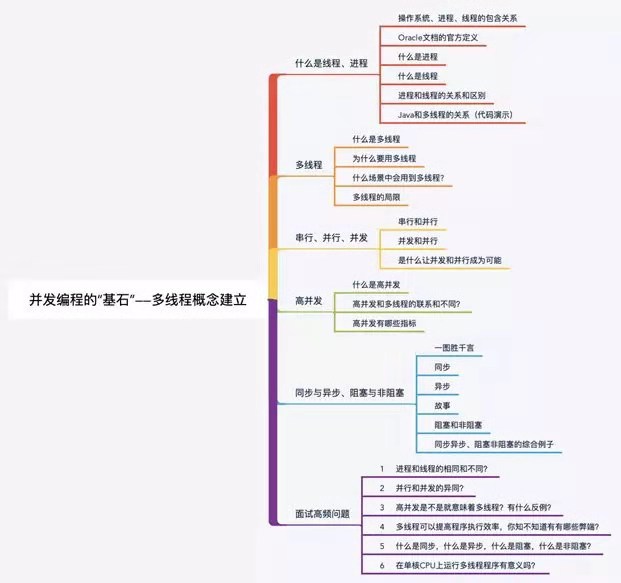 并发编程的“基石”——多线程概念建立
什么是线程、进程
操作系统、进程、线程的包含关系
Oracle文档的官方定义
什么是进程
什么是线程
进程和线程的关系和区别
Java和多线程的关系（代码演示）
多线程
什么是多线程
为什么要用多线程
什么场景中会用到多线程?
多线程的局限
串行、并行、并发
串行和并行
并发和并行
是什么让并发和并行成为可能
高并发
什么是高并发
高并发和多线程的联系和不同?
高并发有哪些指标
同步与异步、阻塞与非阻塞
一图胜千言
同步
异步
故事
阻塞和非阻塞
同步异步、阻塞非阻塞的综合例子
面试高频问题
1 进程和线程的相同和不同?
2 并行和并发的异同?
3 高并发是不是就意味着多线程? 有什么反例?
4 多线程可以提高程序执行效率，你知不知道有有哪些弊端?
5 什么是同步，什么是异步，什么是阻塞，什么是非阻塞?
6 在单核CPU上运行多线程程序有意义吗?